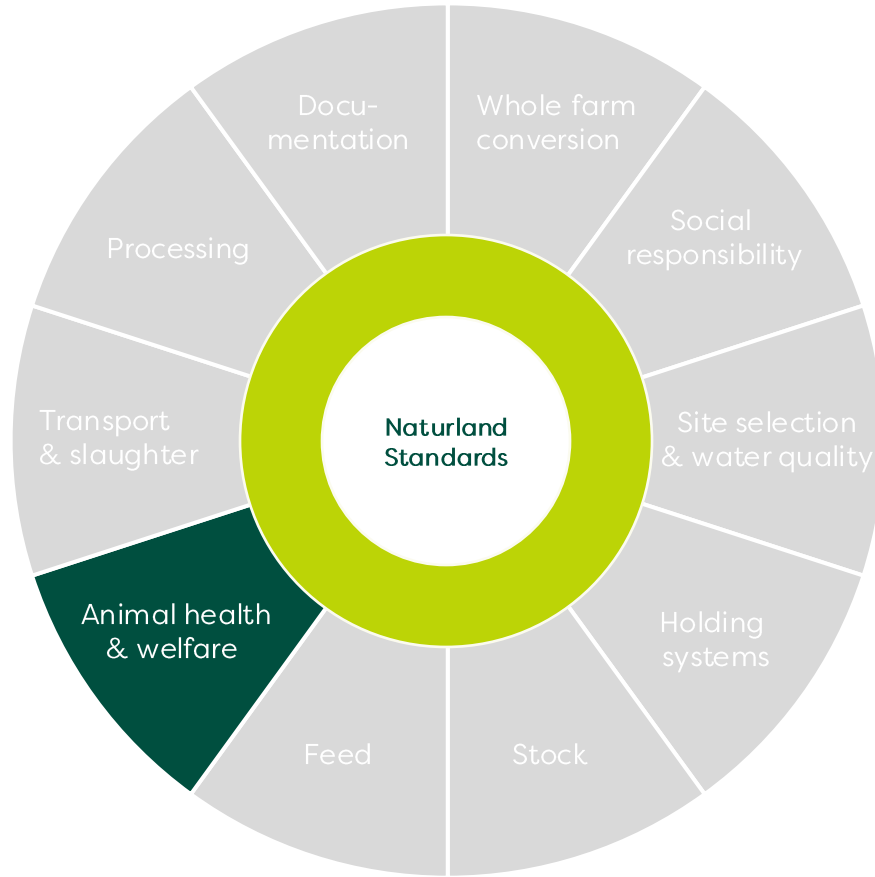 Docu-
mentation
Whole farm
conversion
Social
responsibility
Processing
Transport
& slaughter
Naturland
Standards
Site selection
& water quality
Animal health
& welfare
Holding
systems
Feed
Stock